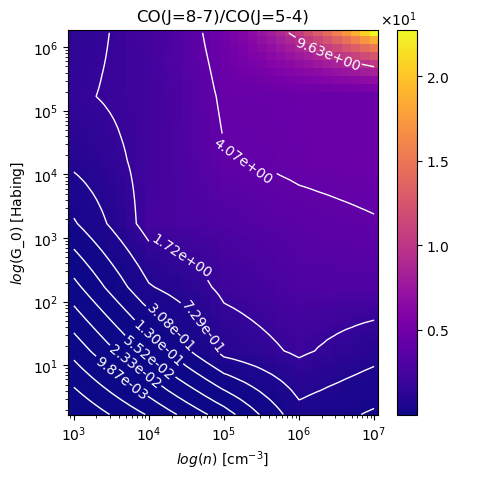 CO(J=8-7)/CO(J=5-4)
×10¹
10⁶
10⁵
10⁴
10³
10²
10¹
log(G_0) [Habing]
9.63e+00
4.07e+00
1.72e+00
7.29e-01
3.08e-01
1.30e-01
5.52e-02
2.33e-02
9.87e-03
2.0
1.5
1.0
0.5
10³
10⁴
10⁵
10⁶
10⁷
log(n) [cm⁻³]